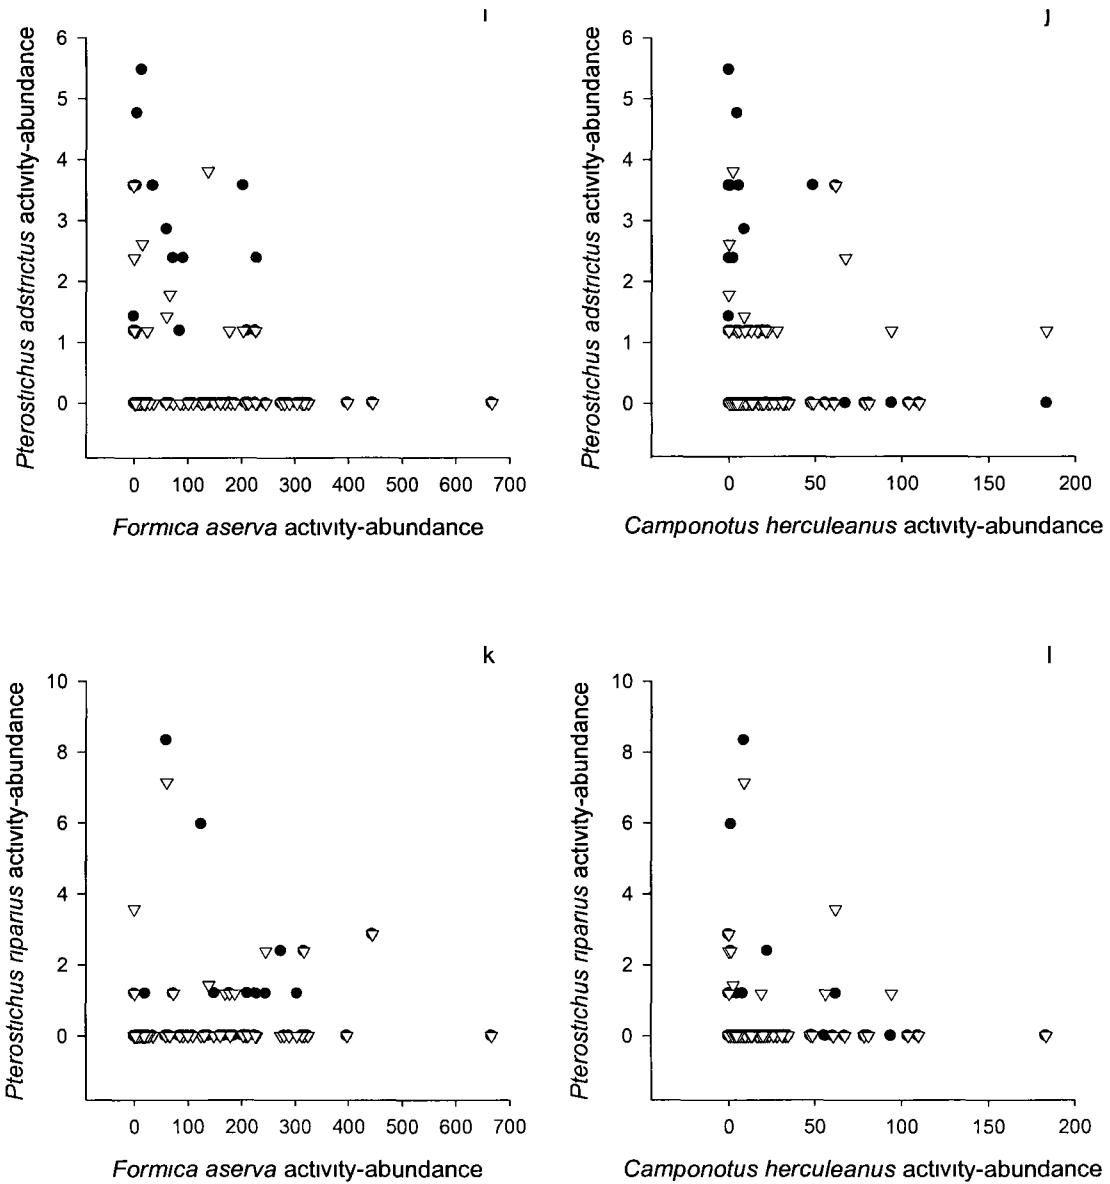 i
j
Pterostichus adstrictus activity-abundance
6
5
4
3
2
1
0
0 100 200 300 400 500 600 700
Formica aserva activity-abundance
Pterostichus adstrictus activity-abundance
6
5
4
3
2
1
0
0 50 100 150 200
Camponotus herculeanus activity-abundance
k
l
Pterostichus riparius activity-abundance
10
8
6
4
2
0
0 100 200 300 400 500 600 700
Formica aserva activity-abundance
Pterostichus riparius activity-abundance
10
8
6
4
2
0
0 50 100 150 200
Camponotus herculeanus activity-abundance